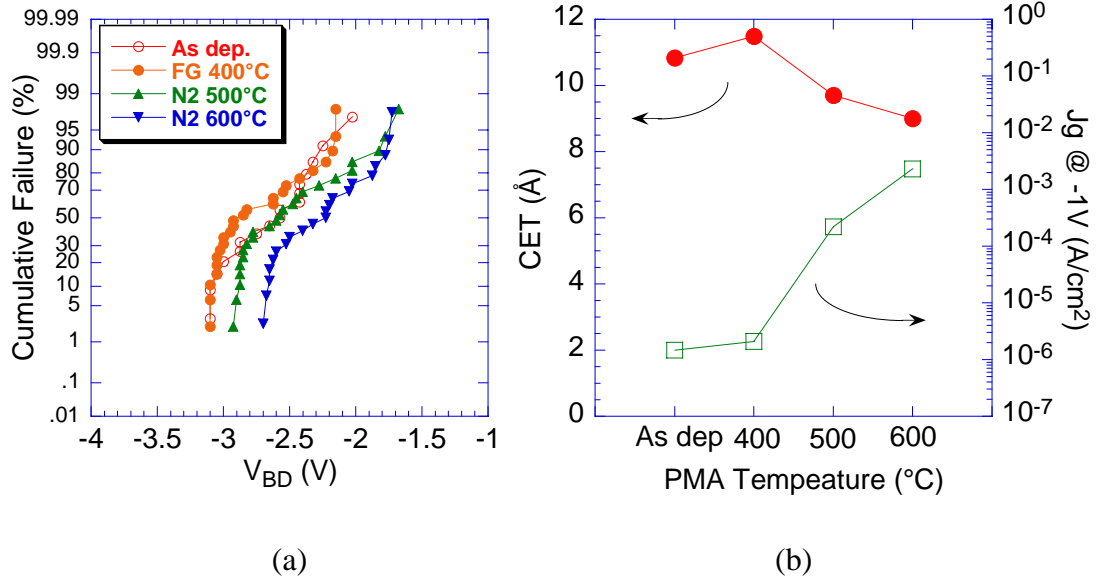 99.99
99.9
99
95
90
80
70
50
30
20
10
5
1
.1
.01
Cumulative Failure (%)
As dep.
FG 400°C
N2 500°C
N2 600°C
-4 -3.5 -3 -2.5 -2 -1.5 -1
V_BD (V)
(a)
12
10
8
6
4
2
0
CET (Å)
10^0
10^-1
10^-2
10^-3
10^-4
10^-5
10^-6
10^-7
Jg @ -1V (A/cm2)
As dep 400 500 600
PMA Tempeature (°C)
(b)